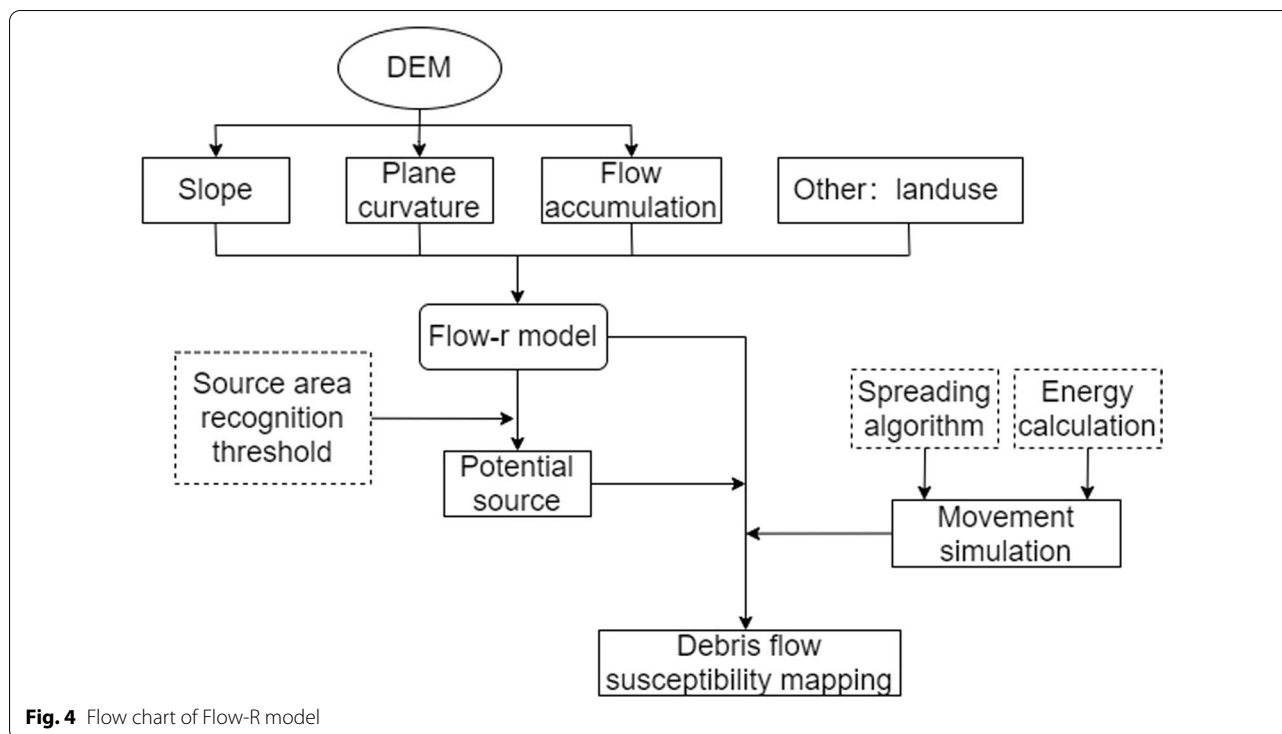 DEM
Slope
Plane
curvature
Flow
accumulation
Other: landuse
Flow-r model
Source area
recognition
threshold
Spreading
algorithm
Energy
calculation
Potential
source
Movement
simulation
Debris flow
susceptibility mapping
Fig. 4 Flow chart of Flow-R model